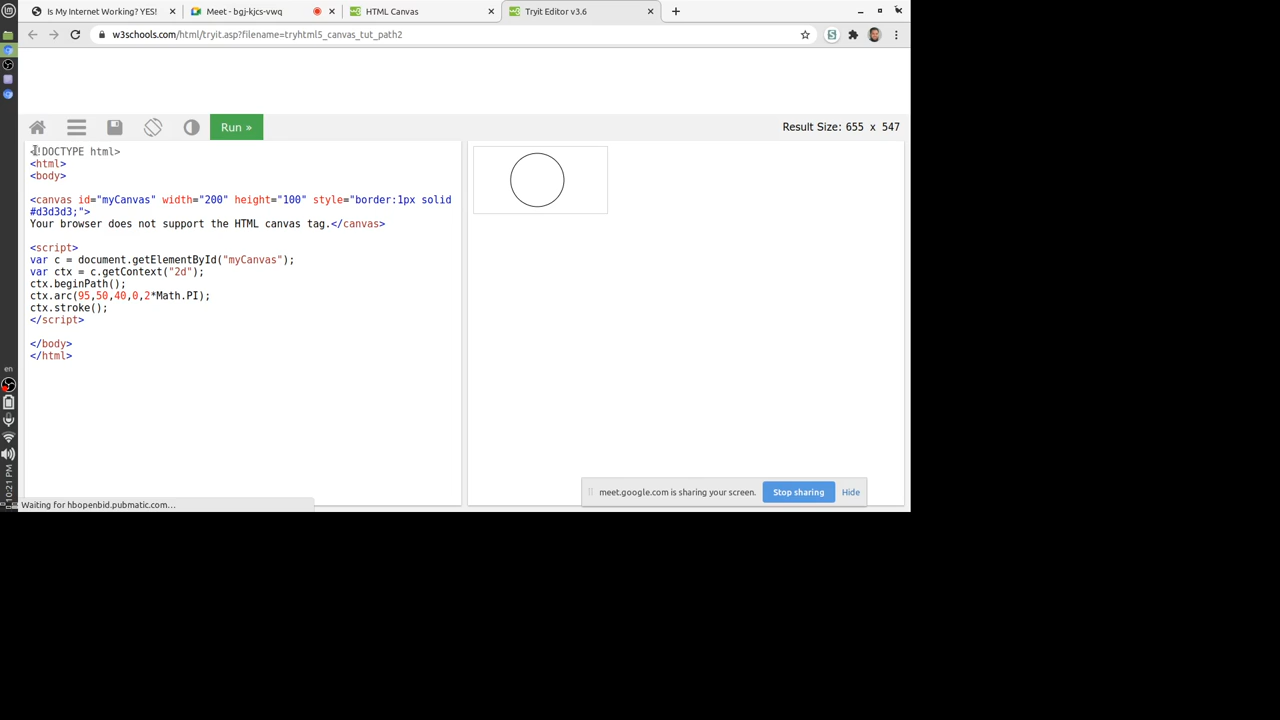 Is My Internet Working? YES!
Meet - bgj-kjcs-vwq
HTML Canvas
Tryit Editor v3.6
w3schools.com/html/tryit.asp?filename=tryhtml5_canvas_tut_path2
Run »
Result Size: 655 x 547
<!DOCTYPE html>
<html>
<body>
<canvas id="myCanvas" width="200" height="100" style="border:1px solid
#d3d3d3;">
Your browser does not support the HTML canvas tag.</canvas>
<script>
var c = document.getElementById("myCanvas");
var ctx = c.getContext("2d");
ctx.beginPath();
ctx.arc(95,50,40,0,2*Math.PI);
ctx.stroke();
</script>
</body>
</html>
en
10:21 PM
meet.google.com is sharing your screen.
Stop sharing
Hide
Waiting for hbopenbid.pubmatic.com…